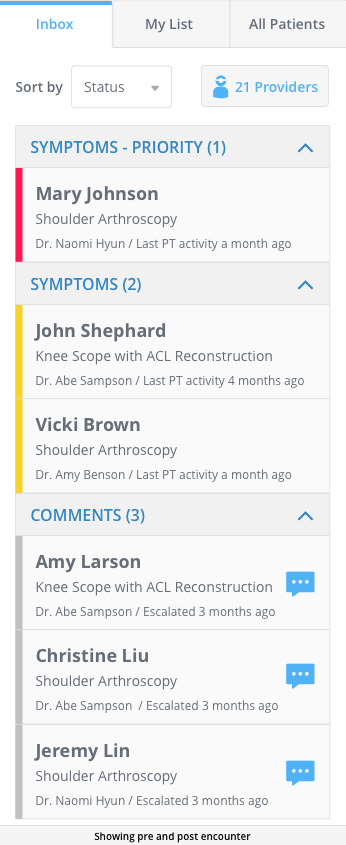 Inbox
My List
All Patients
Sort by
Status
21 Providers
SYMPTOMS - PRIORITY (1)
Mary Johnson
Shoulder Arthroscopy
Dr. Naomi Hyun / Last PT activity a month ago
SYMPTOMS (2)
John Shephard
Knee Scope with ACL Reconstruction
Dr. Abe Sampson / Last PT activity 4 months ago
Vicki Brown
Shoulder Arthroscopy
Dr. Amy Benson / Last PT activity a month ago
COMMENTS (3)
Amy Larson
Knee Scope with ACL Reconstruction
Dr. Abe Sampson / Escalated 3 months ago
Christine Liu
Shoulder Arthroscopy
Dr. Abe Sampson  / Escalated 3 months ago
Jeremy Lin
Shoulder Arthroscopy
Dr. Naomi Hyun / Escalated 3 months ago
Showing pre and post encounter